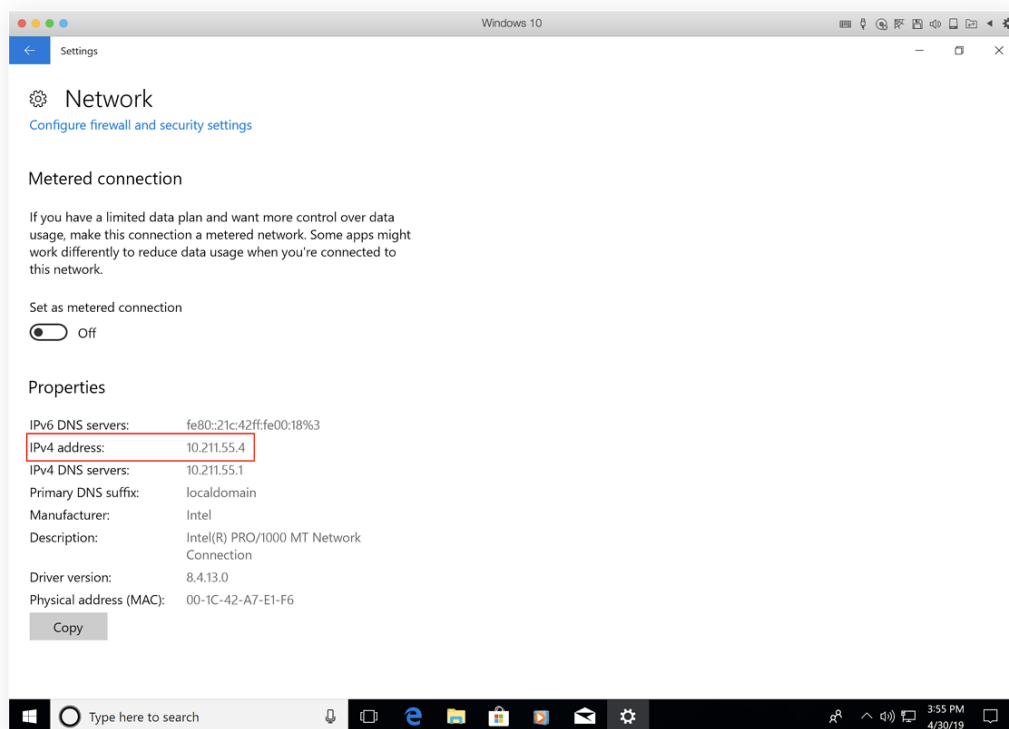 Windows 10
Settings
Network
Configure firewall and security settings
Metered connection
If you have a limited data plan and want more control over data
usage, make this connection a metered network. Some apps might
work differently to reduce data usage when you're connected to
this network.
Set as metered connection
Off
Properties
IPv6 DNS servers: fe80::21c:42ff:fe00:18%3
IPv4 address: 10.211.55.4
IPv4 DNS servers: 10.211.55.1
Primary DNS suffix: localdomain
Manufacturer: Intel
Description: Intel(R) PRO/1000 MT Network
Connection
Driver version: 8.4.13.0
Physical address (MAC): 00-1C-42-A7-E1-F6
Copy
Type here to search
3:55 PM
4/30/19